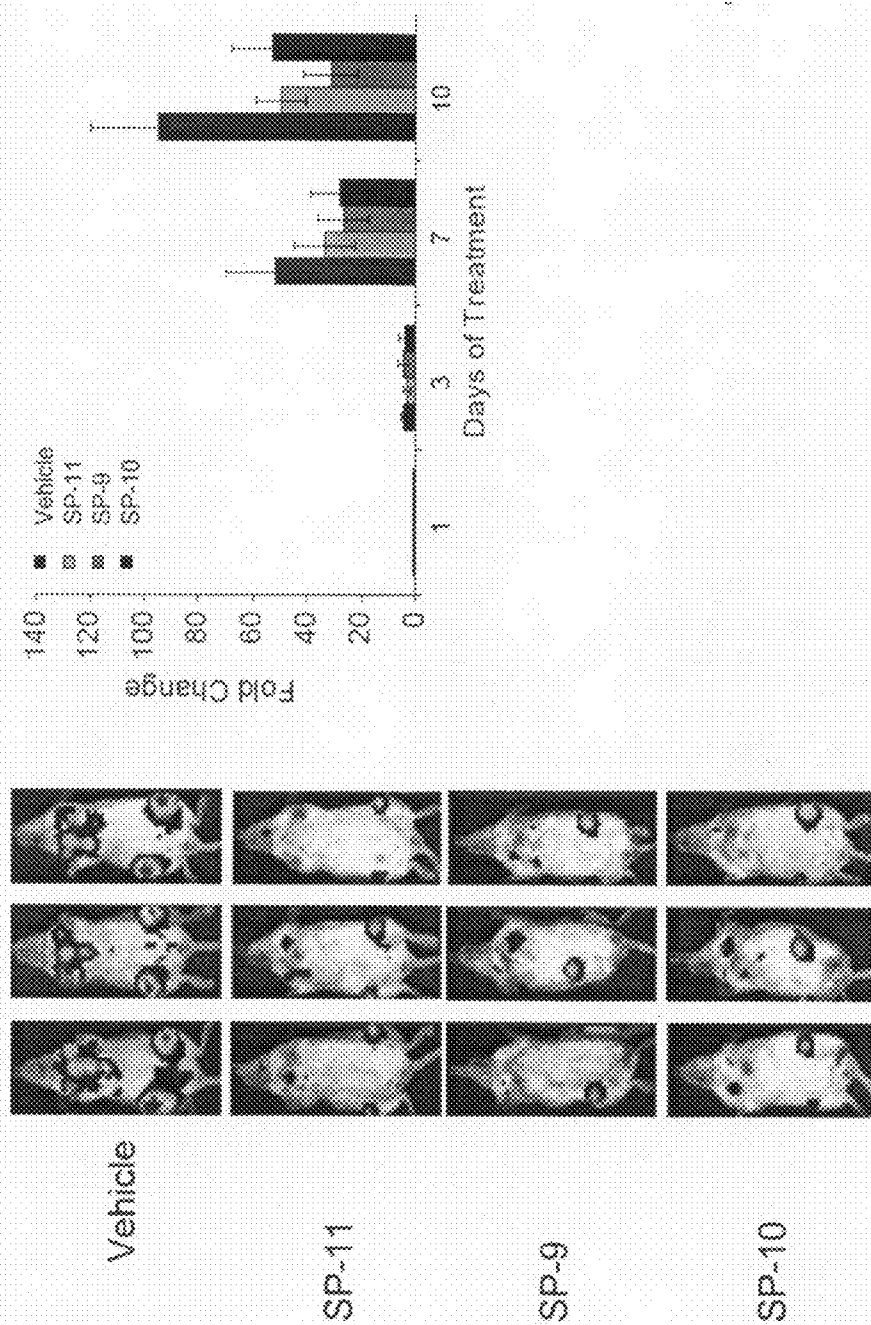 Vehicle
SP-11
SP-9
SP-10
Fold Change
140
120
100
80
60
40
20
0
Vehicle
SP-11
SP-9
SP-10
1
3
7
10
Days of Treatment